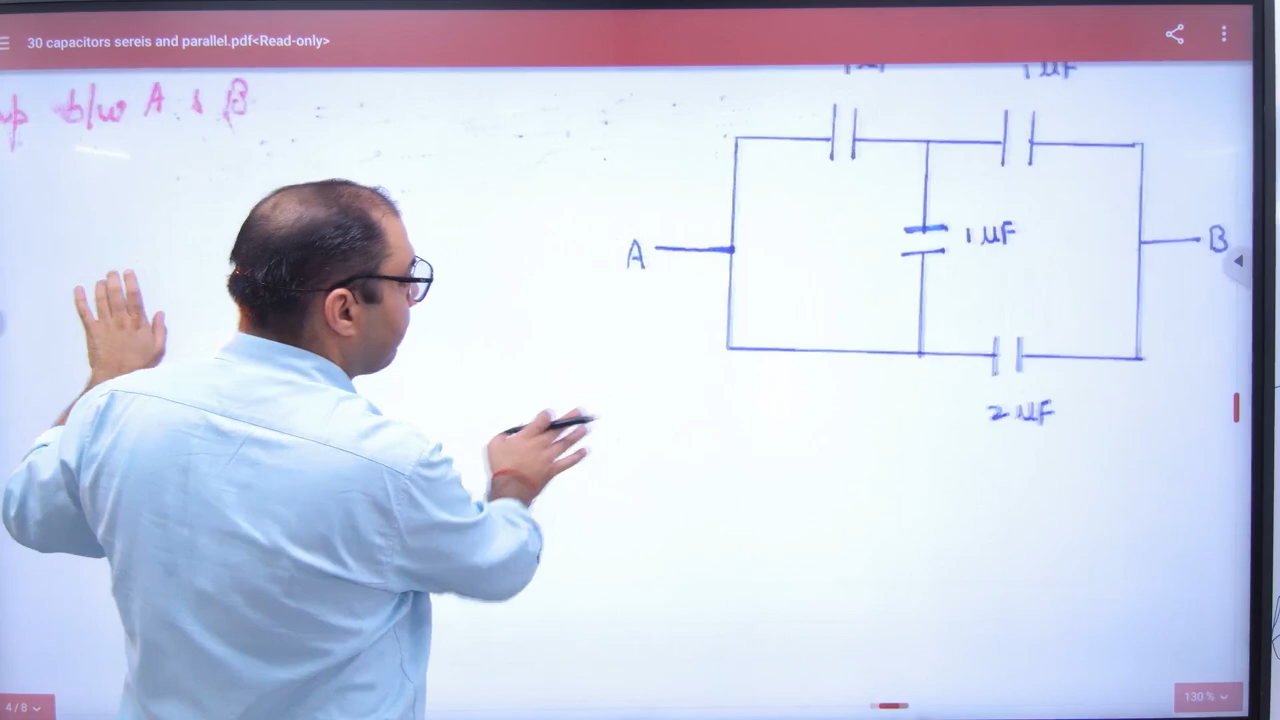 30 capacitors sereis and parallel.pdf<Read-only>
b/w A & B
1 μF
1 μF
A
B
2 μF
4/8
130 %